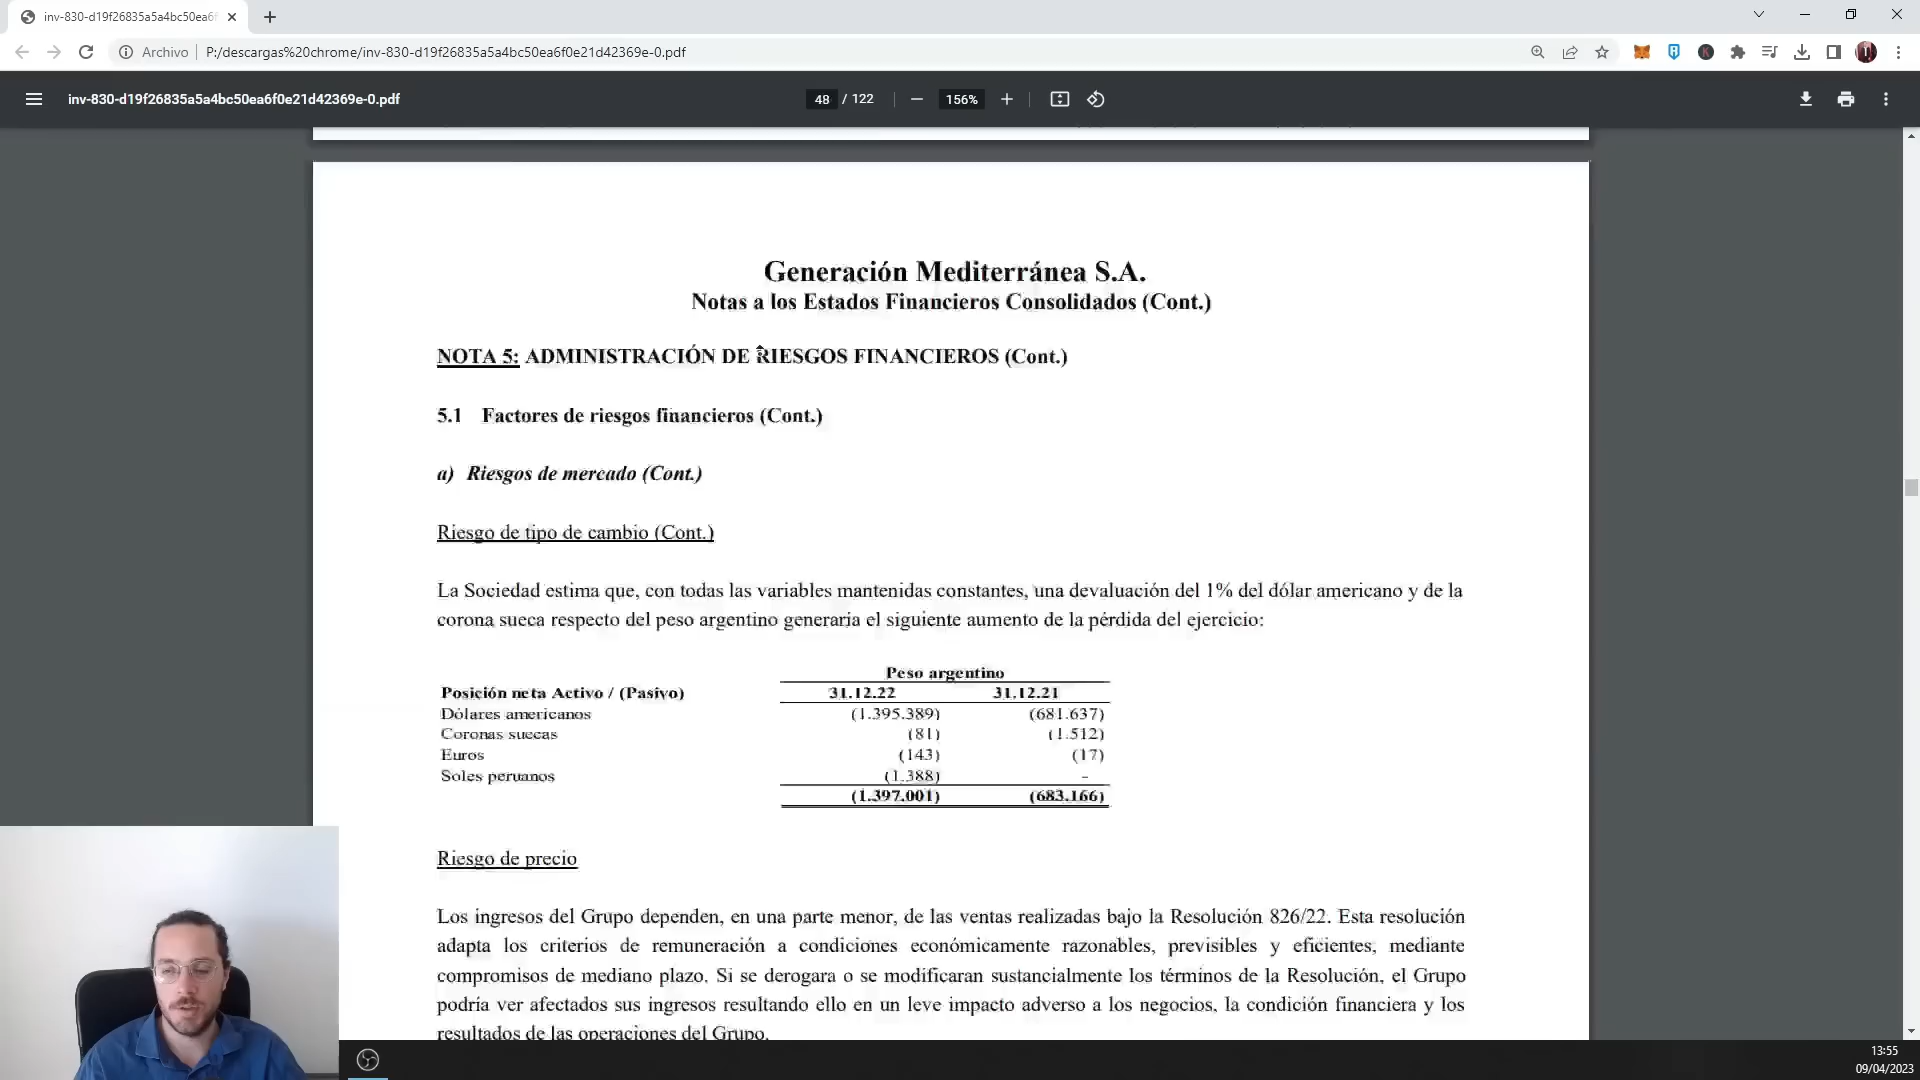 inv-830-d19f26835a5a4bc50ea6f
Archivo
P:/descargas%20chrome/inv-830-d19f26835a5a4bc50ea6f0e21d42369e-0.pdf
inv-830-d19f26835a5a4bc50ea6f0e21d42369e-0.pdf
48 / 122
156%
Generación Mediterránea S.A.
Notas a los Estados Financieros Consolidados (Cont.)
NOTA 5: ADMINISTRACIÓN DE RIESGOS FINANCIEROS (Cont.)
5.1 Factores de riesgos financieros (Cont.)
a) Riesgos de mercado (Cont.)
Riesgo de tipo de cambio (Cont.)
La Sociedad estima que, con todas las variables mantenidas constantes, una devaluación del 1% del dólar americano y de la
corona sueca respecto del peso argentino generaría el siguiente aumento de la pérdida del ejercicio:
Peso argentino
Posición neta Activo / (Pasivo) 31.12.22 31.12.21
Dólares americanos (1.395.389) (681.637)
Coronas suecas (81) (1.512)
Euros (143) (17)
Soles peruanos (1.388) -
(1.397.001) (683.166)
Riesgo de precio
Los ingresos del Grupo dependen, en una parte menor, de las ventas realizadas bajo la Resolución 826/22. Esta resolución
adapta los criterios de remuneración a condiciones económicamente razonables, previsibles y eficientes, mediante
compromisos de mediano plazo. Si se derogara o se modificaran sustancialmente los términos de la Resolución, el Grupo
podría ver afectados sus ingresos resultando ello en un leve impacto adverso a los negocios, la condición financiera y los
resultados de las operaciones del Grupo.
13:55
09/04/2023